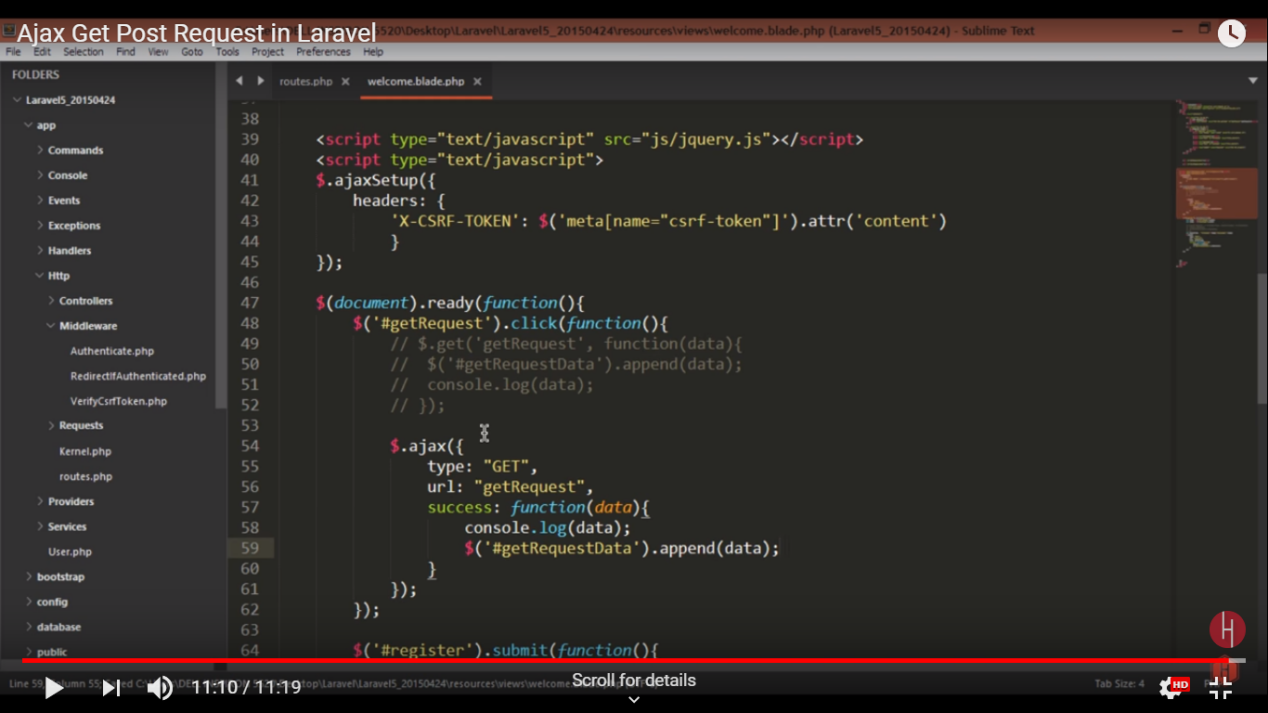 Ajax Get Post Request in Laravel
5520\Desktop\Laravel\Laravel5_20150424\resources\views\welcome.blade.php (Laravel5_20150424) - Sublime Text
File Edit Selection Find View Goto Tools Project Preferences Help
FOLDERS
Laravel5_20150424
app
Commands
Console
Events
Exceptions
Handlers
Http
Controllers
Middleware
Authenticate.php
RedirectIfAuthenticated.php
VerifyCsrfToken.php
Requests
Kernel.php
routes.php
Providers
Services
User.php
bootstrap
config
database
public
routes.php welcome.blade.php
38
39 <script type="text/javascript" src="js/jquery.js"></script>
40 <script type="text/javascript">
41 $.ajaxSetup({
42 headers: {
43 'X-CSRF-TOKEN': $('meta[name="csrf-token"]').attr('content')
44 }
45 });
46
47 $(document).ready(function(){
48 $('#getRequest').click(function(){
49 // $.get('getRequest', function(data){
50 // $('#getRequestData').append(data);
51 // console.log(data);
52 // });
53
54 $.ajax({
55 type: "GET",
56 url: "getRequest",
57 success: function(data){
58 console.log(data);
59 $('#getRequestData').append(data);
60 }
61 });
62 });
63
64 $('#register').submit(function(){
11:10 / 11:19
Scroll for details
Tab Size: 4
HD